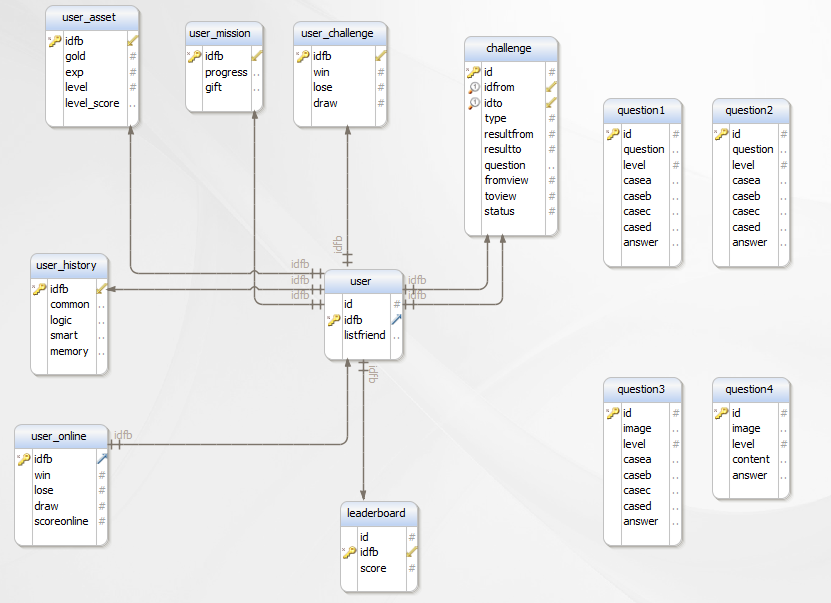 user_asset
idfb #
gold #
exp #
level #
level_score ..
user_mission
idfb
progress ..
gift ..
user_challenge
idfb
win #
lose #
draw #
challenge
id #
idfrom
idto
type #
resultfrom #
resultto #
question ..
fromview #
toview #
status #
question1
id #
question ..
level #
casea ..
caseb ..
casec ..
cased ..
answer ..
question2
id #
question ..
level #
casea ..
caseb ..
casec ..
cased ..
answer ..
user_history
idfb
common ..
logic ..
smart ..
memory ..
idfb
idfb
idfb
idfb
user
id #
idfb
listfriend ..
idfb
idfb
idfb
user_online
idfb
win #
lose #
draw #
scoreonline #
idfb
leaderboard
id #
idfb
score #
question3
id #
image ..
level #
casea ..
caseb ..
casec ..
cased ..
answer ..
question4
id #
image ..
level #
content ..
answer ..